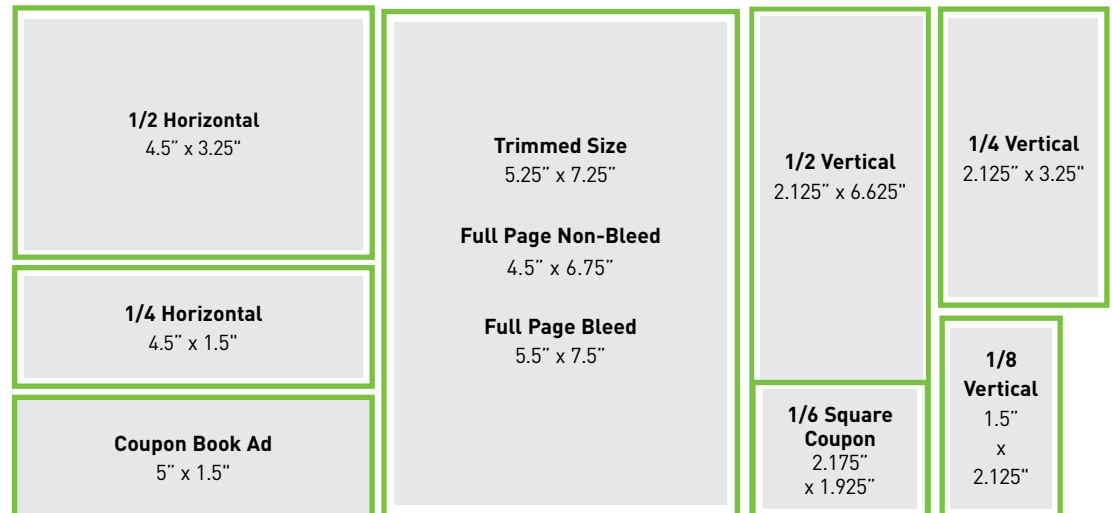 1/2 Horizontal
4.5” x 3.25"
1/4 Horizontal
4.5” x 1.5"
Coupon Book Ad
5” x 1.5"
Trimmed Size
5.25” x 7.25”
Full Page Non-Bleed
4.5” x 6.75”
Full Page Bleed
5.5” x 7.5”
1/2 Vertical
2.125” x 6.625"
1/6 Square
Coupon
2.175”
x 1.925”
1/4 Vertical
2.125” x 3.25"
1/8
Vertical
1.5”
x
2.125"